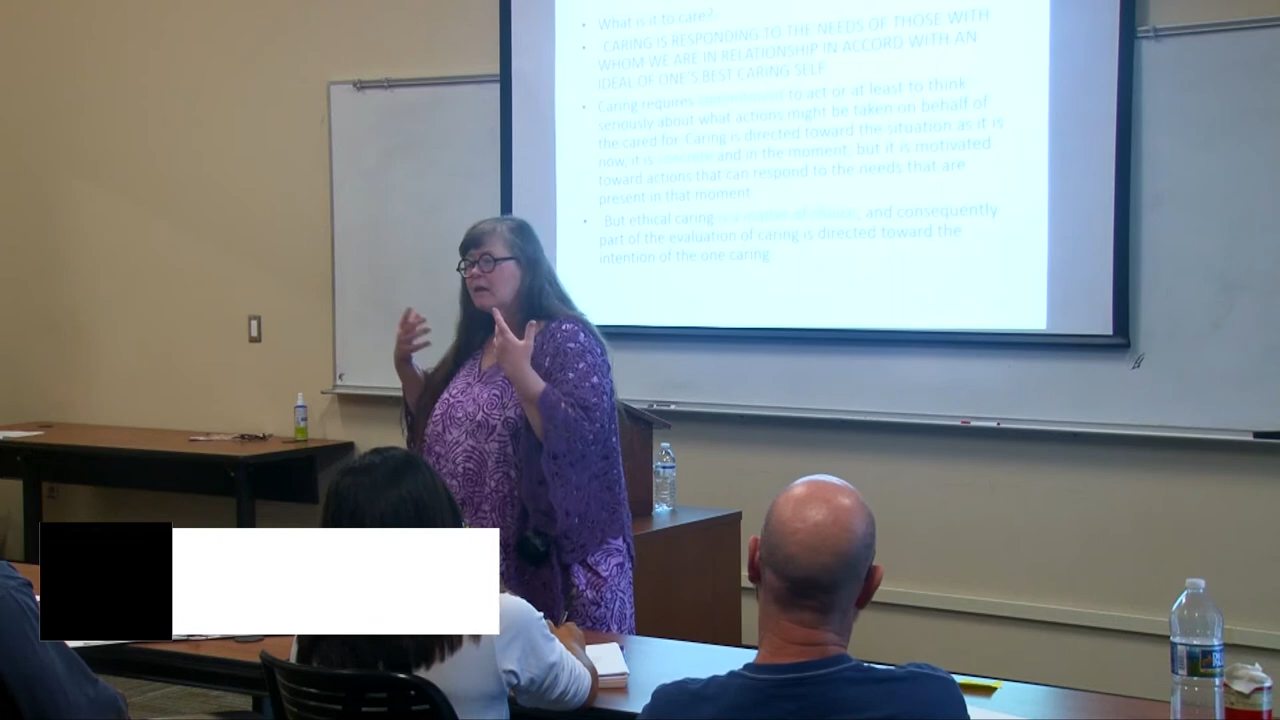 What is it to care?
CARING IS RESPONDING TO THE NEEDS OF THOSE WITH
WHOM WE ARE IN RELATIONSHIP IN ACCORD WITH AN
IDEAL OF ONE'S BEST CARING SELF
Caring requires to act or at least to think
seriously about what actions might be taken on behalf of
the cared for. Caring is directed toward the situation as it is
now, it is and in the moment, but it is motivated
toward actions that can respond to the needs that are
present in that moment.
But ethical caring , and consequently
part of the evaluation of caring is directed toward the
intention of the one caring.